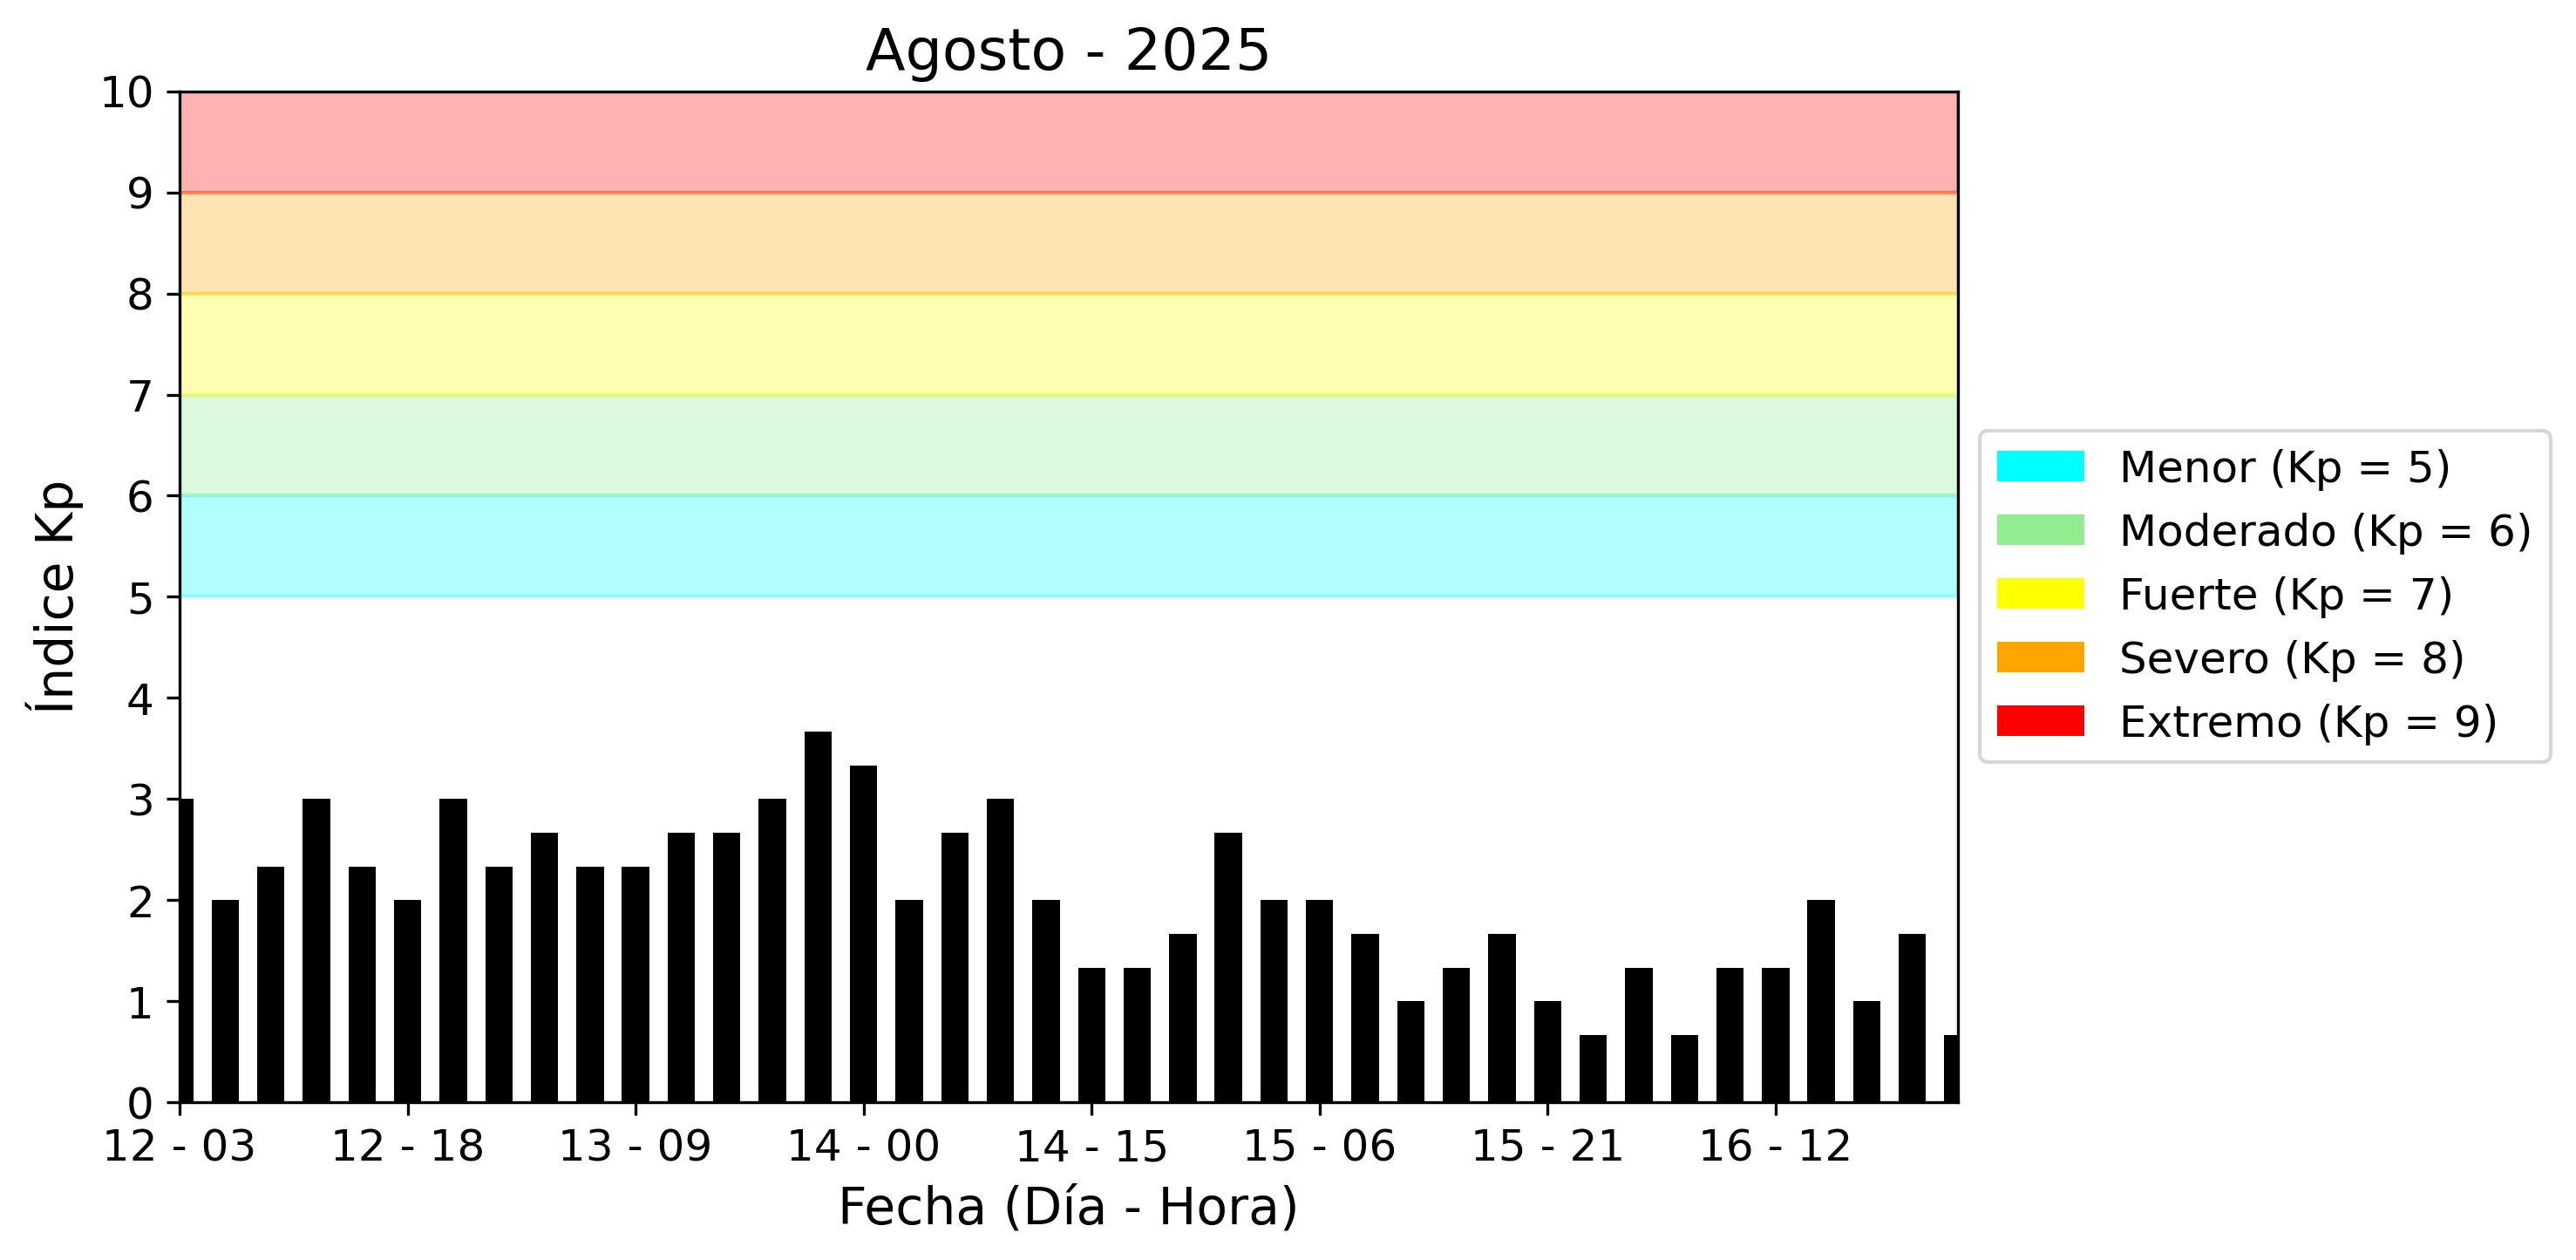 Agosto - 2025
10
9
8
7
6
5
4
3
2
1
0
Índice Kp
12 - 03
12 - 18
13 - 09
14 - 00
14 - 15
15 - 06
15 - 21
16 - 12
Fecha (Día - Hora)
Menor (Kp = 5)
Moderado (Kp = 6)
Fuerte (Kp = 7)
Severo (Kp = 8)
Extremo (Kp = 9)